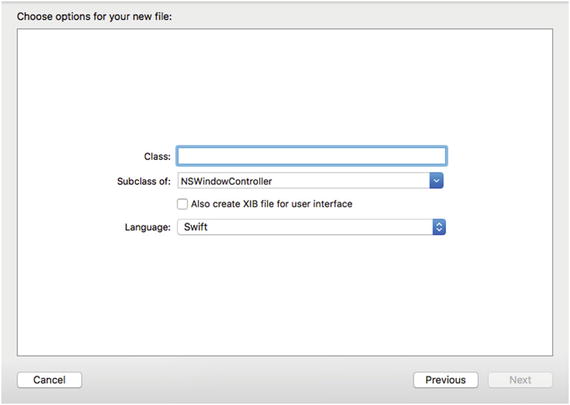 Choose options for your new file:
Class:
Subclass of: NSWindowController
Also create XIB file for user interface
Language: Swift
Cancel Previous Next